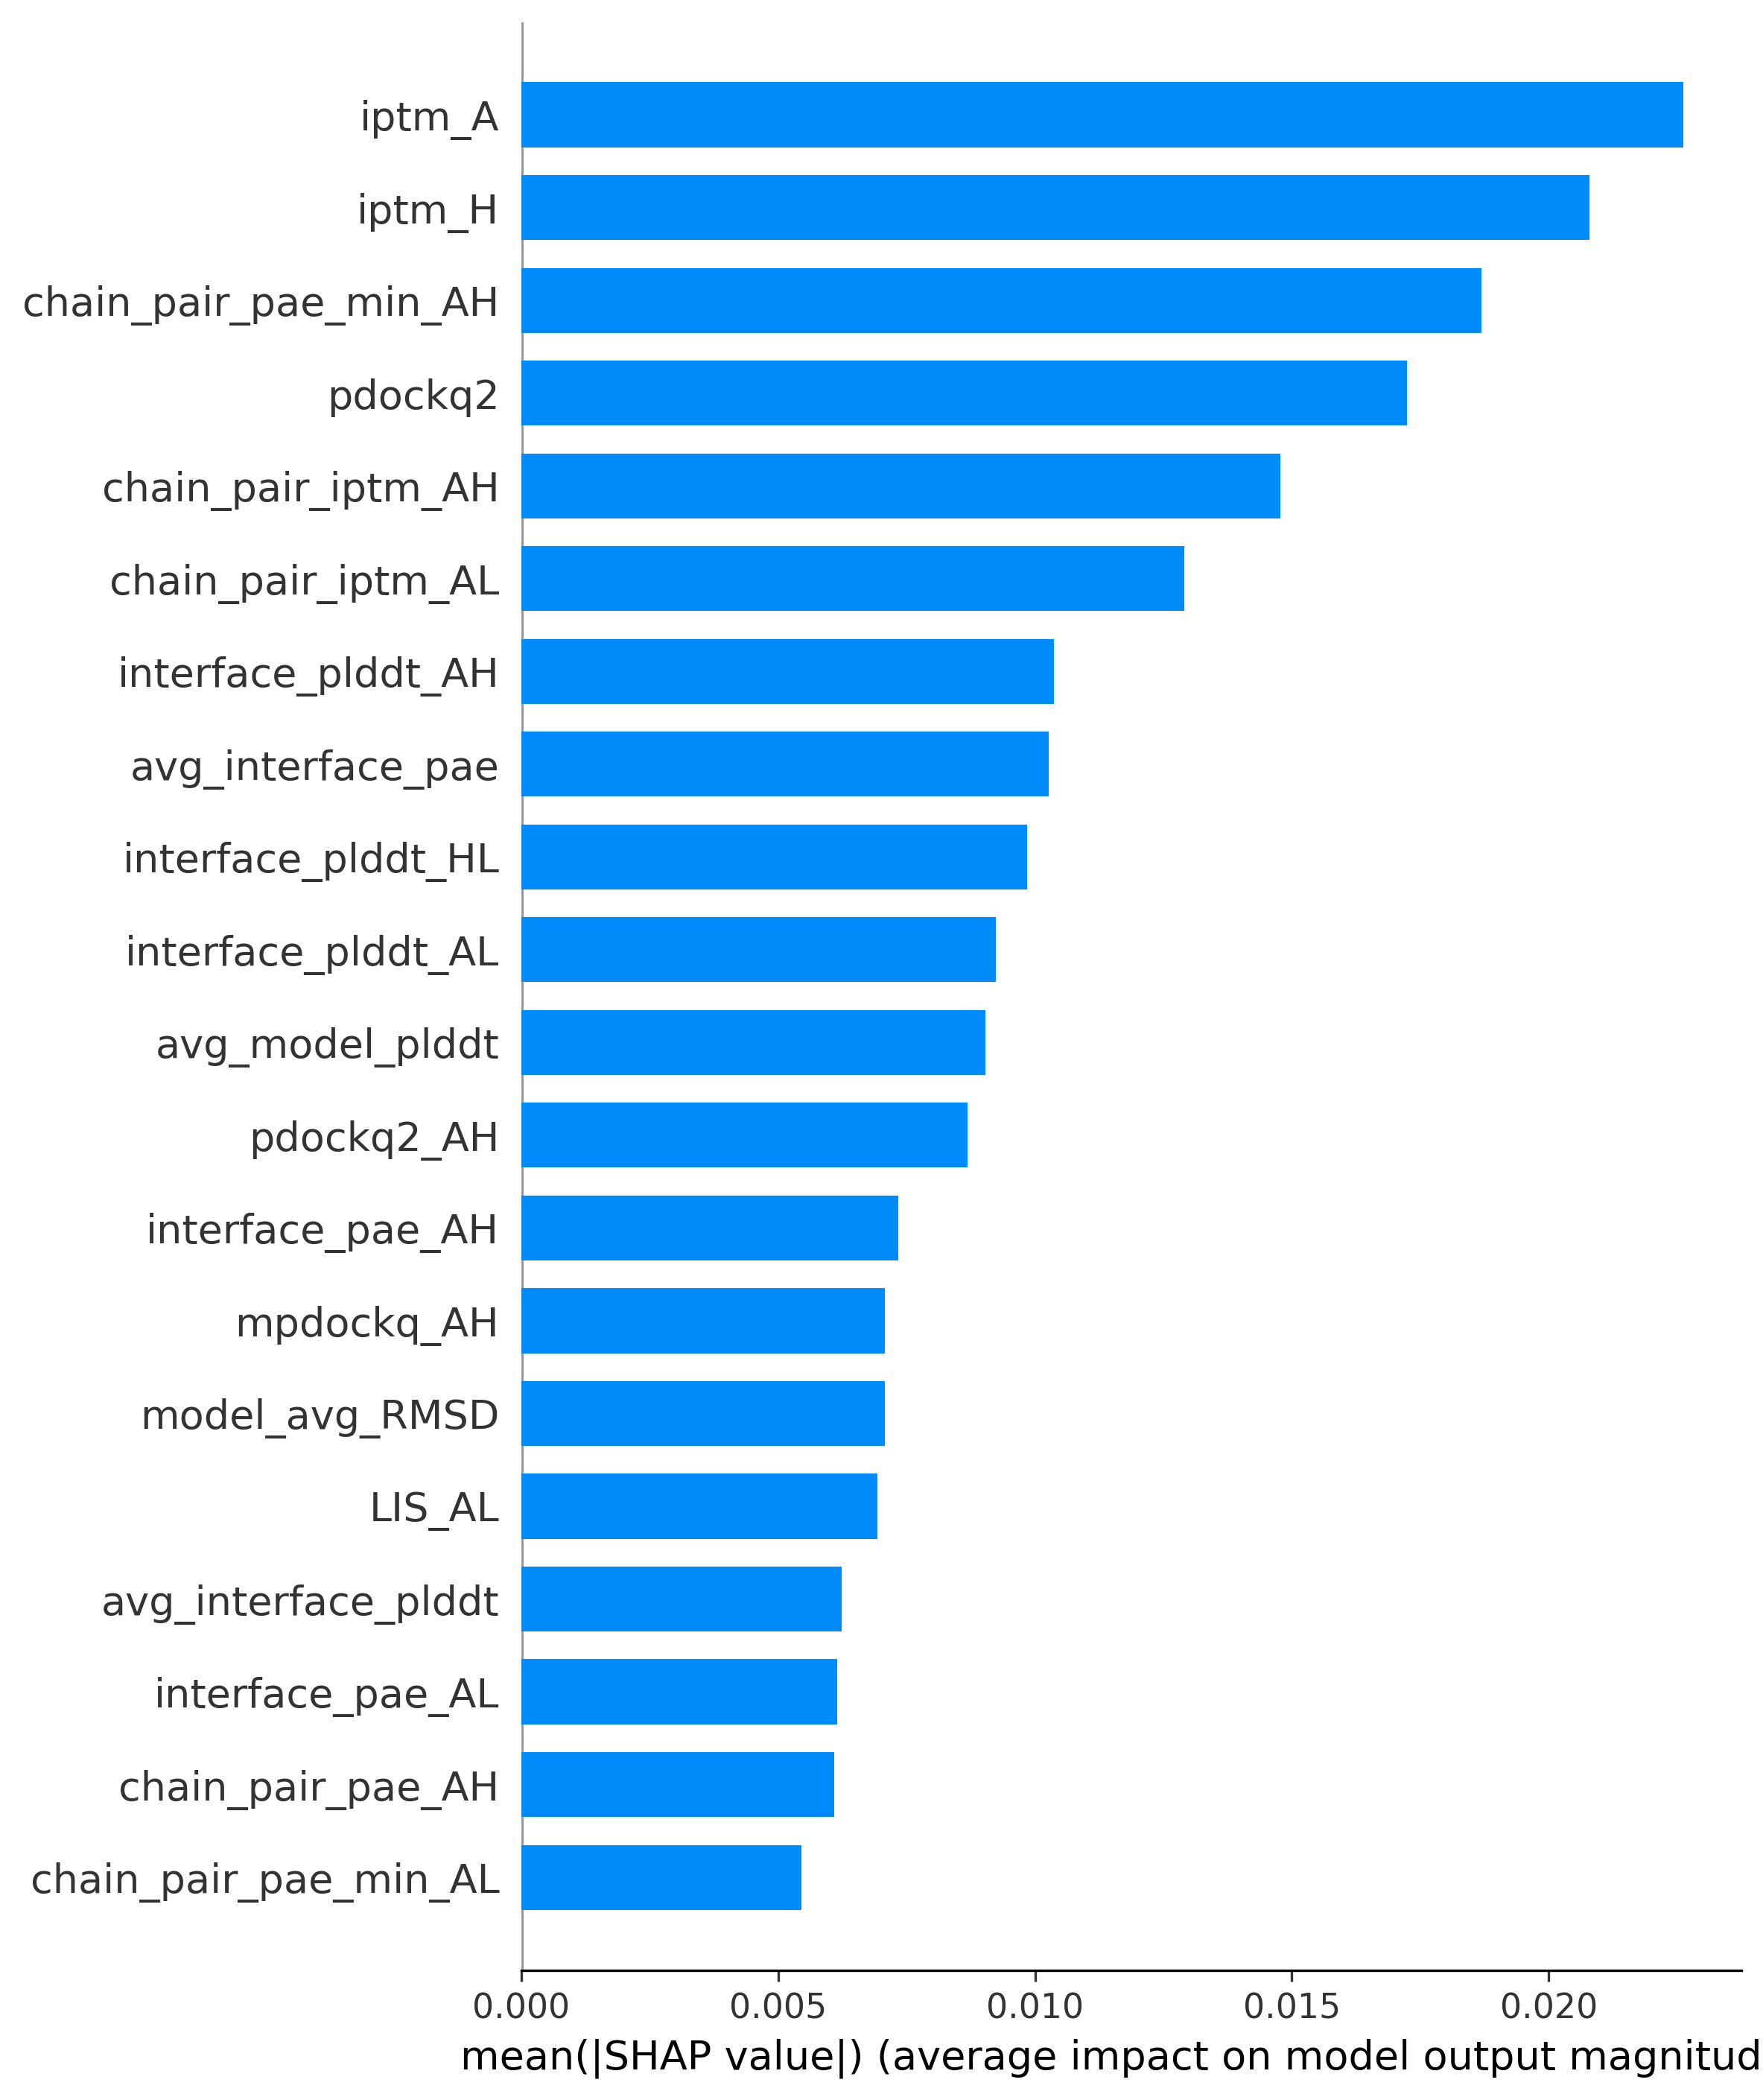 iptm_A
iptm_H
chain_pair_pae_min_AH
pdockq2
chain_pair_iptm_AH
chain_pair_iptm_AL
interface_plddt_AH
avg_interface_pae
interface_plddt_HL
interface_plddt_AL
avg_model_plddt
pdockq2_AH
interface_pae_AH
mpdockq_AH
model_avg_RMSD
LIS_AL
avg_interface_plddt
interface_pae_AL
chain_pair_pae_AH
chain_pair_pae_min_AL
0.000 0.005 0.010 0.015 0.020
mean(|SHAP value|) (average impact on model output magnitud